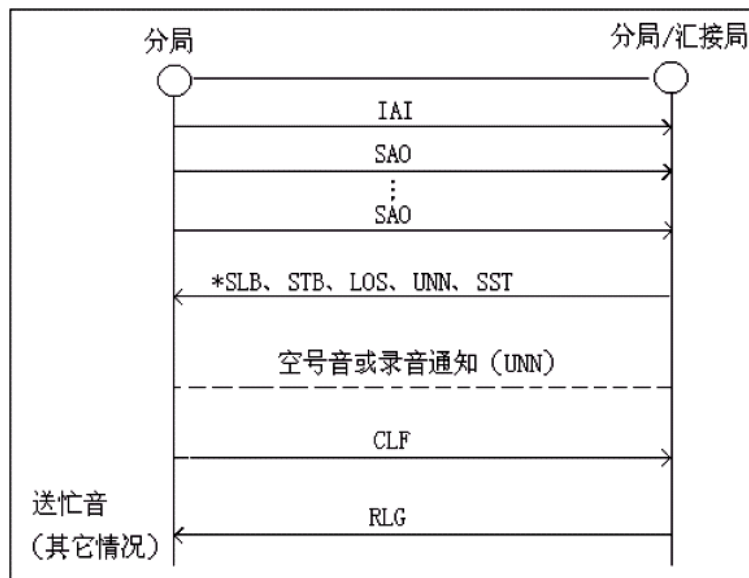 分局
分局/汇接局
IAI
SAO
SAO
*SLB、STB、LOS、UNN、SST
空号音或录音通知（UNN）
CLF
送忙音
RLG
（其它情况）